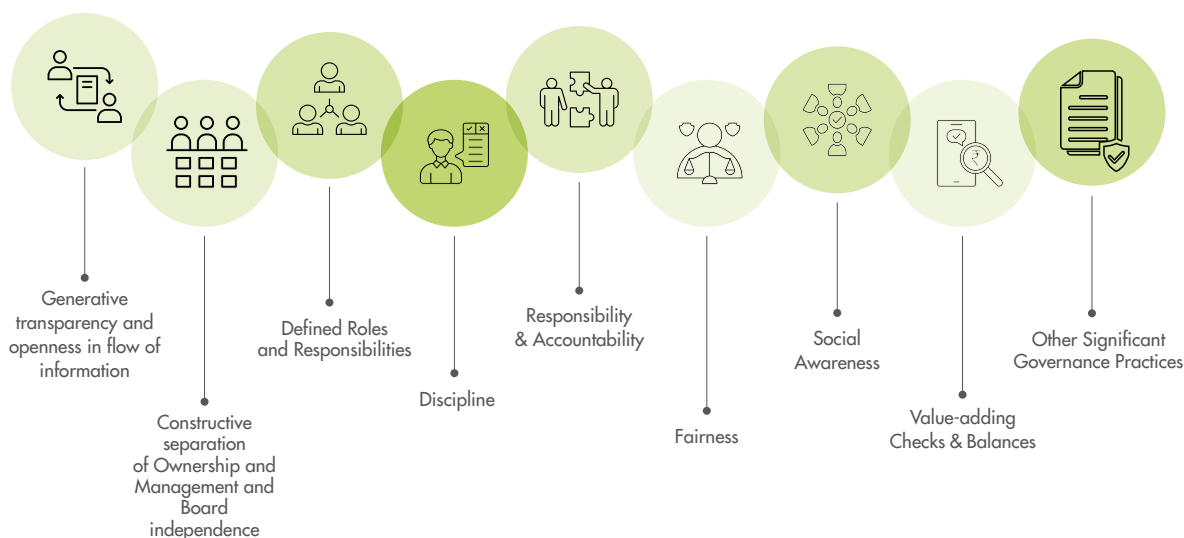 Generative
transparency and
openness in flow of
information
Constructive
separation
of Ownership and
Management and
Board
independence
Defined Roles
and Responsibilities
Discipline
Responsibility
& Accountability
Fairness
Social
Awareness
₹
Value-adding
Checks & Balances
Other Significant
Governance Practices